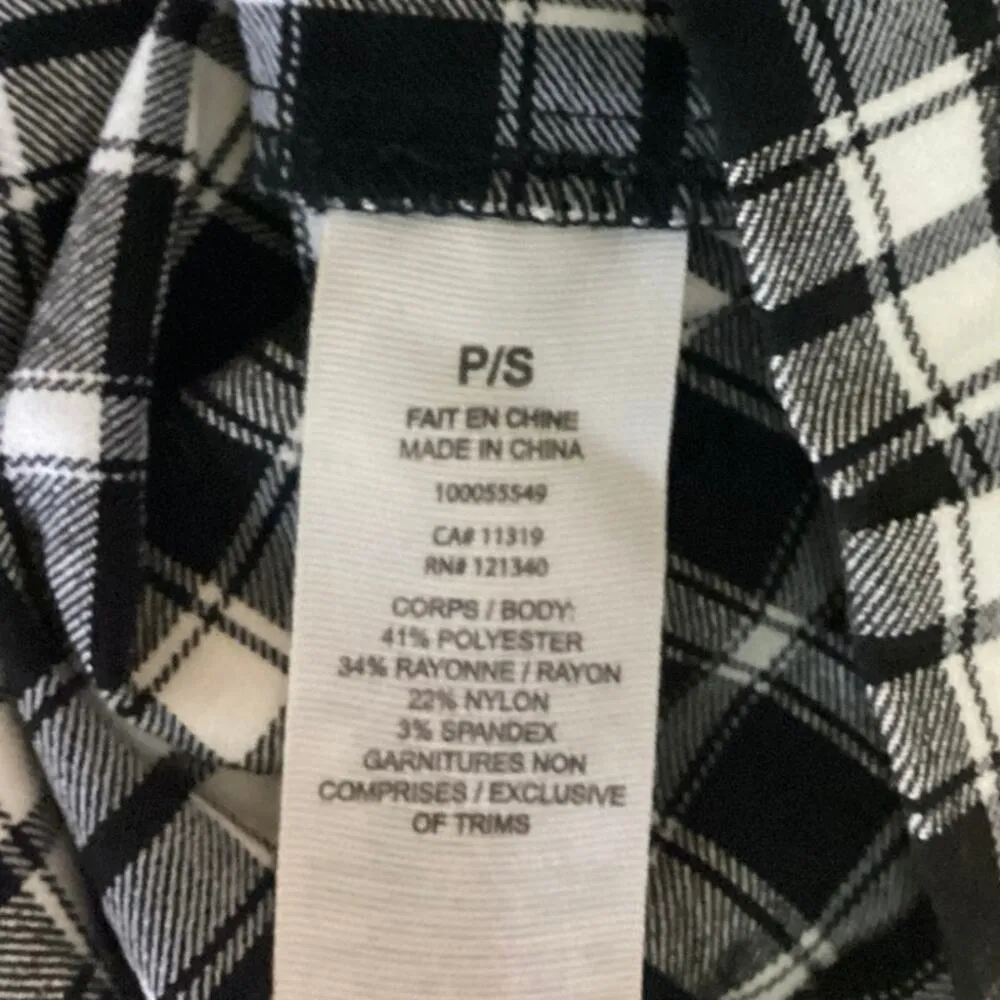 P/S
FAIT EN CHINE
MADE IN CHINA
100055549
CA# 11319
RN# 121340
CORPS / BODY:
41% POLYESTER
34% RAYONNE / RAYON
22% NYLON
3% SPANDEX
GARNITURES NON
COMPRISES / EXCLUSIVE
OF TRIMS